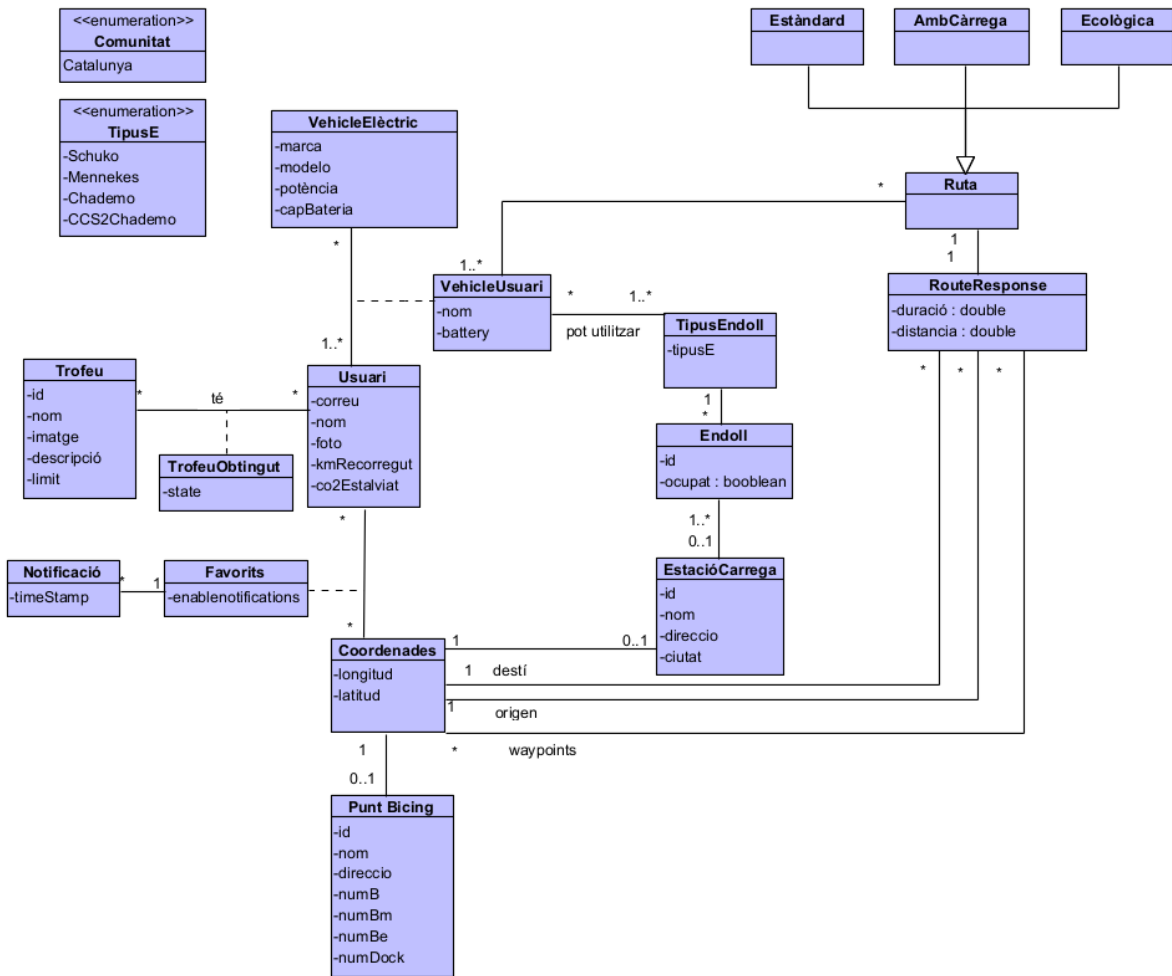 <<enumeration>>
Comunitat
Catalunya
<<enumeration>>
TipusE
-Schuko
-Mennekes
-Chademo
-CCS2Chademo
VehicleElèctric
-marca
-modelo
-potència
-capBateria
Estàndard
AmbCàrrega
Ecològica
Ruta
*
1..*
*
1..*
VehicleUsuari
-nom
-battery
*
1..*
pot utilitzar
TipusEndoll
-tipusE
1
1
RouteResponse
-duració : double
-distancia : double
*
*
*
Trofeu
-id
-nom
-imatge
-descripció
-limit
*
té
*
TrofeuObtingut
-state
Usuari
-correu
-nom
-foto
-kmRecorregut
-co2Estalviat
*
*
1
*
Endoll
-id
-ocupat : booblean
1..*
0..1
EstacióCarrega
-id
-nom
-direccio
-ciutat
Notificació
-timeStamp
*
1
Favorits
-enablenotifications
Coordenades
-longitud
-latitud
1
0..1
1
destí
1
origen
*
waypoints
1
0..1
Punt Bicing
-id
-nom
-direccio
-numB
-numBm
-numBe
-numDock